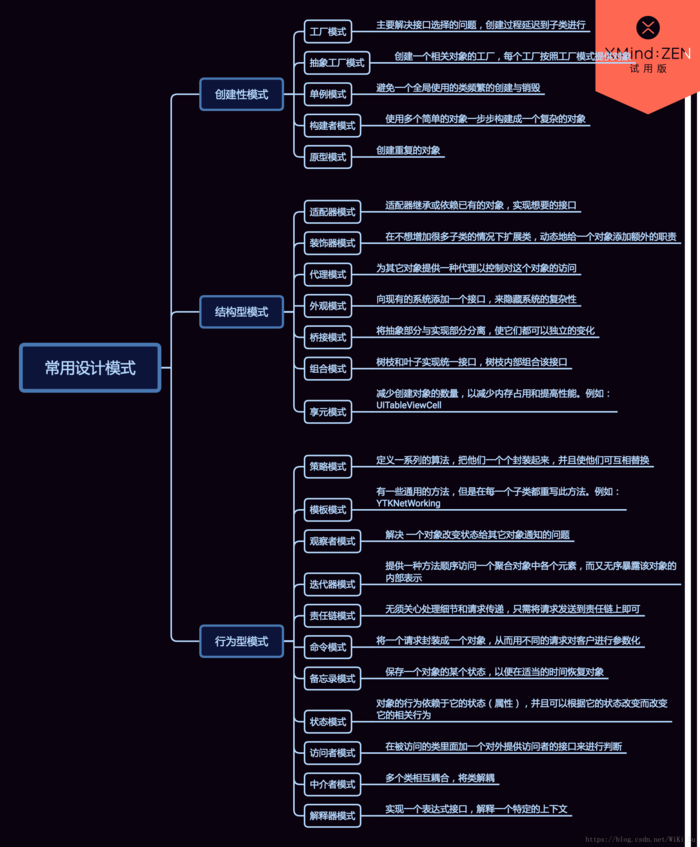 常用设计模式
创建性模式
工厂模式
主要解决接口选择的问题，创建过程延迟到子类进行
抽象工厂模式
创建一个相关对象的工厂，每个工厂按照工厂模式提供对象
单例模式
避免一个全局使用的类频繁的创建与销毁
构建者模式
使用多个简单的对象一步步构建成一个复杂的对象
原型模式
创建重复的对象
XMind:ZEN
试用版
结构型模式
适配器模式
适配器继承或依赖已有的对象，实现想要的接口
装饰器模式
在不想增加很多子类的情况下扩展类，动态地给一个对象添加额外的职责
代理模式
为其它对象提供一种代理以控制对这个对象的访问
外观模式
向现有的系统添加一个接口，来隐藏系统的复杂性
桥接模式
将抽象部分与实现部分分离，使它们都可以独立的变化
组合模式
树枝和叶子实现统一接口，树枝内部组合该接口
享元模式
减少创建对象的数量，以减少内存占用和提高性能。例如：
UITableViewCell
行为型模式
策略模式
定义一系列的算法，把他们一个个封装起来，并且使他们可互相替换
模板模式
有一些通用的方法，但是在每一个子类都重写此方法。例如：
YTKNetWorking
观察者模式
解决 一个对象改变状态给其它对象通知的问题
迭代器模式
提供一种方法顺序访问一个聚合对象中各个元素，而又无序暴露该对象的
内部表示
责任链模式
无须关心处理细节和请求传递，只需将请求发送到责任链上即可
命令模式
将一个请求封装成一个对象，从而用不同的请求对客户进行参数化
备忘录模式
保存一个对象的某个状态，以便在适当的时间恢复对象
状态模式
对象的行为依赖于它的状态（属性），并且可以根据它的状态改变而改变
它的相关行为
访问者模式
在被访问的类里面加一个对外提供访问者的接口来进行判断
中介者模式
多个类相互耦合，将类解耦
解释器模式
实现一个表达式接口，解释一个特定的上下文